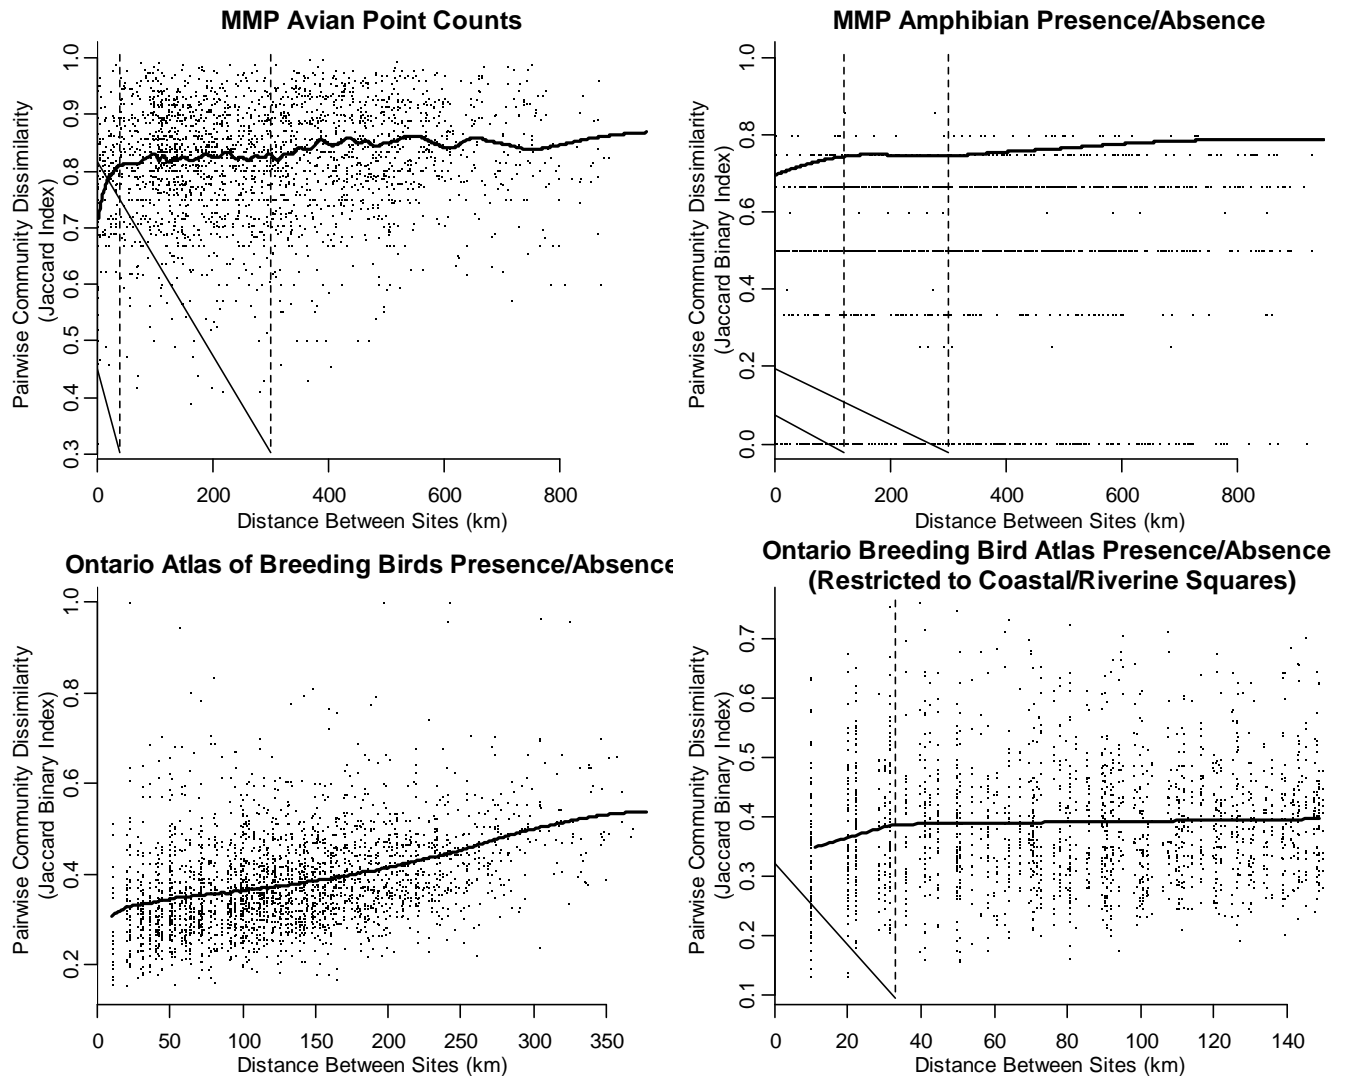 MMP Avian Point Counts
Pairwise Community Dissimilarity
(Jaccard Index)
0.3 0.4 0.5 0.6 0.7 0.8 0.9 1.0
0 200 400 600 800
Distance Between Sites (km)
MMP Amphibian Presence/Absence
Pairwise Community Dissimilarity
(Jaccard Binary Index)
0.0 0.2 0.4 0.6 0.8 1.0
0 200 400 600 800
Distance Between Sites (km)
Ontario Atlas of Breeding Birds Presence/Absence
Pairwise Community Dissimilarity
(Jaccard Binary Index)
0.2 0.4 0.6 0.8 1.0
0 50 100 150 200 250 300 350
Distance Between Sites (km)
Ontario Breeding Bird Atlas Presence/Absence
(Restricted to Coastal/Riverine Squares)
Pairwise Community Dissimilarity
(Jaccard Binary Index)
0.1 0.2 0.3 0.4 0.5 0.6 0.7
0 20 40 60 80 100 120 140
Distance Between Sites (km)